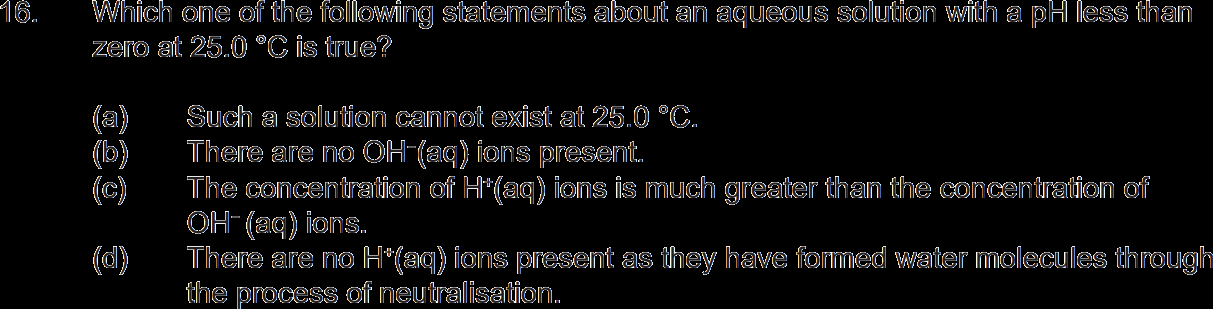 16. Which one of the following statements about an aqueous solution with a pH less than
zero at 25.0 °C is true?
(a) Such a solution cannot exist at 25.0 °C.
(b) There are no OH⁻(aq) ions present.
(c) The concentration of H⁺(aq) ions is much greater than the concentration of
OH⁻ (aq) ions.
(d) There are no H⁺(aq) ions present as they have formed water molecules through
the process of neutralisation.